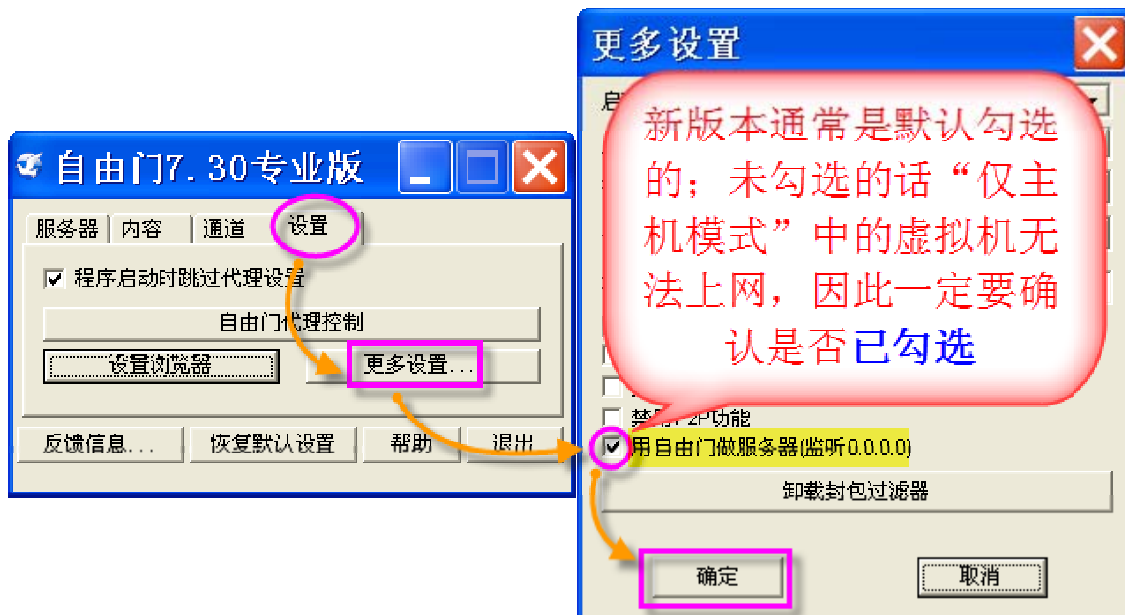 更多设置
启
新版本通常是默认勾选
的；未勾选的话“仅主
机模式”中的虚拟机无
法上网，因此一定要确
认是否已勾选
自由门7.30专业版
服务器 内容 通道 设置
程序启动时跳过代理设置
自由门代理控制
设置浏览器 更多设置...
反馈信息... 恢复默认设置 帮助 退出
禁用P2P功能
用自由门做服务器(监听0.0.0.0)
卸载封包过滤器
确定 取消